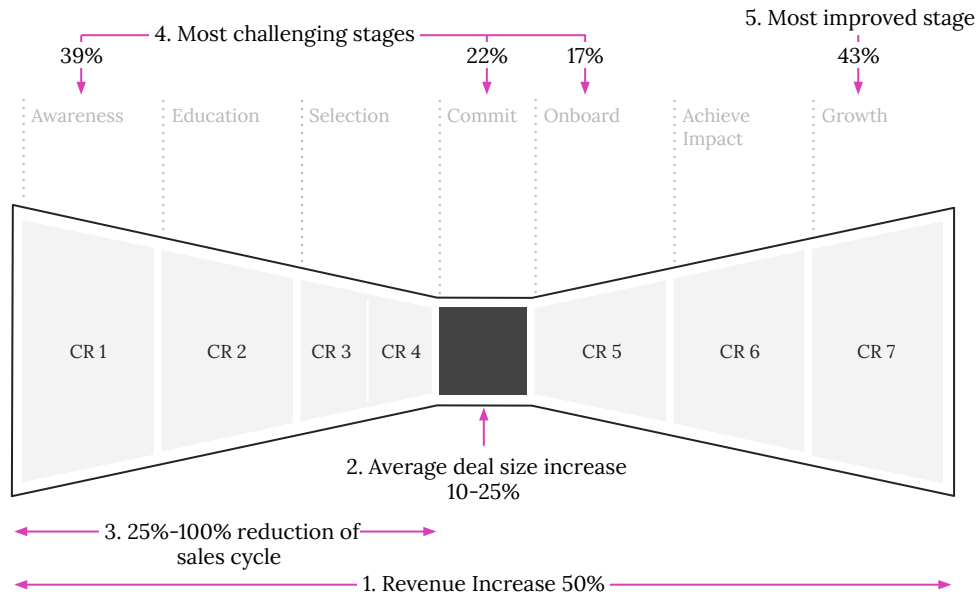 5. Most improved stage
4. Most challenging stages
39%
22%
17%
43%
Awareness
Education
Selection
Commit
Onboard
Achieve
Impact
Growth
CR 1
CR 2
CR 3
CR 4
CR 5
CR 6
CR 7
2. Average deal size increase
10-25%
3. 25%-100% reduction of
sales cycle
1. Revenue Increase 50%